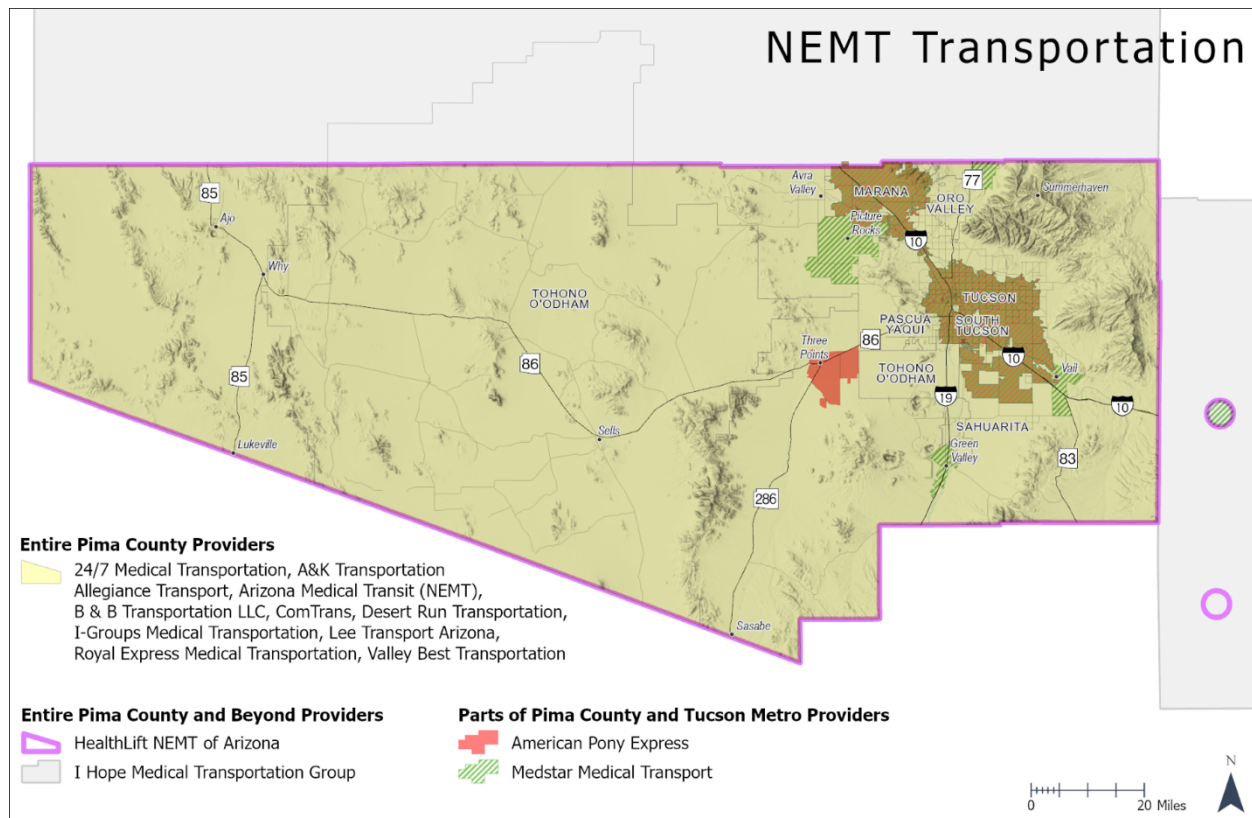 NEMT Transportation
85
Ajo
Why
TOHONO
O'ODHAM
86
85
Lukeville
Sells
Avra
Valley
MARANA
Picture
Rocks
ORO
VALLEY
77
Summerhaven
10
TUCSON
PASCUA
YAQUI
SOUTH
TUCSON
Three
Points
86
TOHONO
O'ODHAM
10
Vail
19
10
SAHUARITA
Green
Valley
83
286
Sasabe
Entire Pima County Providers
24/7 Medical Transportation, A&K Transportation
Allegiance Transport, Arizona Medical Transit (NEMT),
B & B Transportation LLC, ComTrans, Desert Run Transportation,
I-Groups Medical Transportation, Lee Transport Arizona,
Royal Express Medical Transportation, Valley Best Transportation
Entire Pima County and Beyond Providers
HealthLift NEMT of Arizona
I Hope Medical Transportation Group
Parts of Pima County and Tucson Metro Providers
American Pony Express
Medstar Medical Transport
N
0 20 Miles